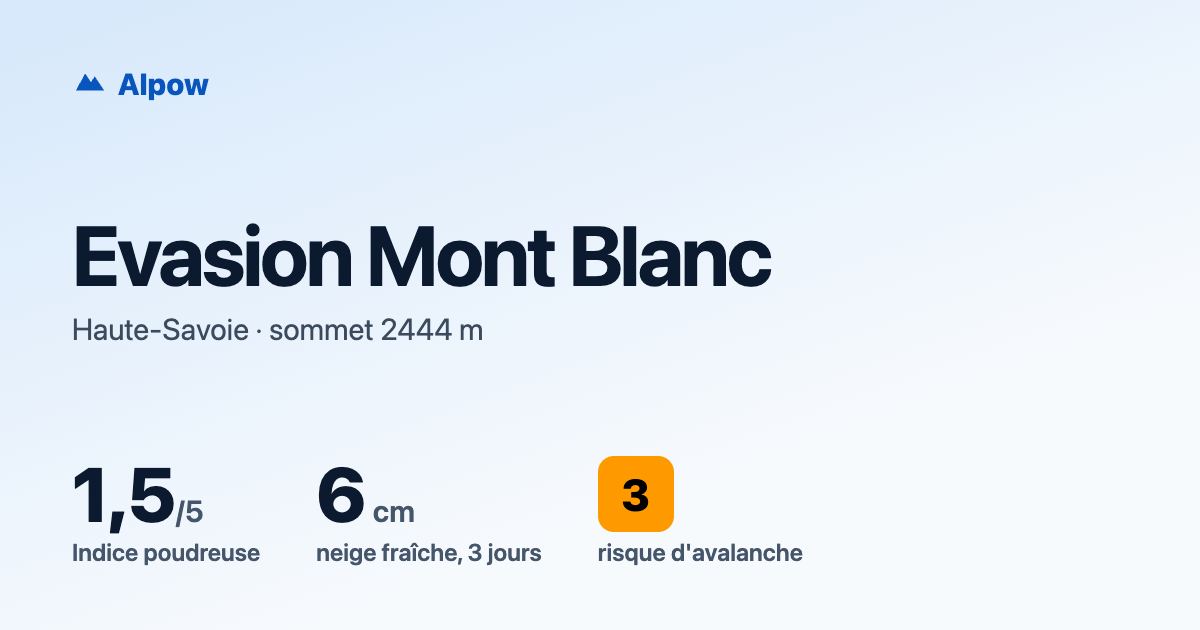 Alpow
Evasion Mont Blanc
Haute-Savoie · sommet 2444 m
1,5/5
Indice poudreuse
6 cm
neige fraîche, 3 jours
3
risque d'avalanche